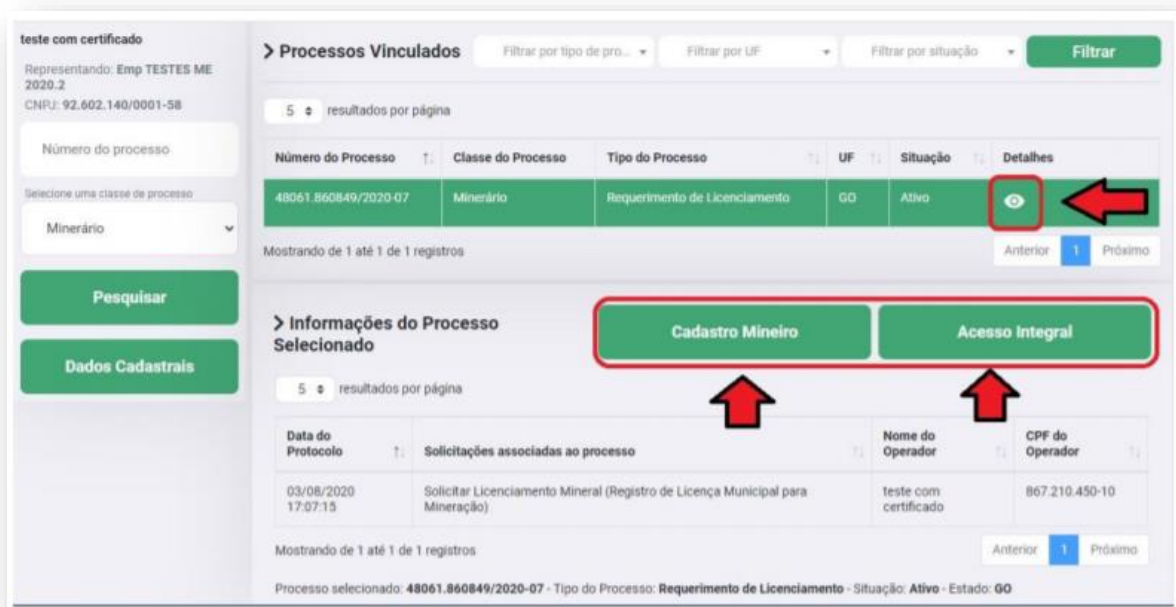 teste com certificado
Representando: Emp TESTES ME
2020.2
CNPJ: 92.602.140/0001-58
Número do processo
Selecione uma classe de processo
Minerário
Pesquisar
Dados Cadastrais
Processos Vinculados
Filtrar por tipo de pro...
Filtrar por UF
Filtrar por situação
Filtrar
5 resultados por página
Número do Processo Classe do Processo Tipo do Processo UF Situação Detalhes
48061.860849/2020-07 Minerário Requerimento de Licenciamento GO Ativo
Mostrando de 1 até 1 de 1 registros
Anterior 1 Próximo
Informações do Processo
Selecionado
Cadastro Mineiro
Acesso Integral
5 resultados por página
Data do
Protocolo
Solicitações associadas ao processo
Nome do
Operador
CPF do
Operador
03/08/2020
17:07:15
Solicitar Licenciamento Mineral (Registro de Licença Municipal para
Mineração)
teste com
certificado
867.210.450-10
Mostrando de 1 até 1 de 1 registros
Anterior 1 Próximo
Processo selecionado: 48061.860849/2020-07 - Tipo do Processo: Requerimento de Licenciamento - Situação: Ativo - Estado: GO